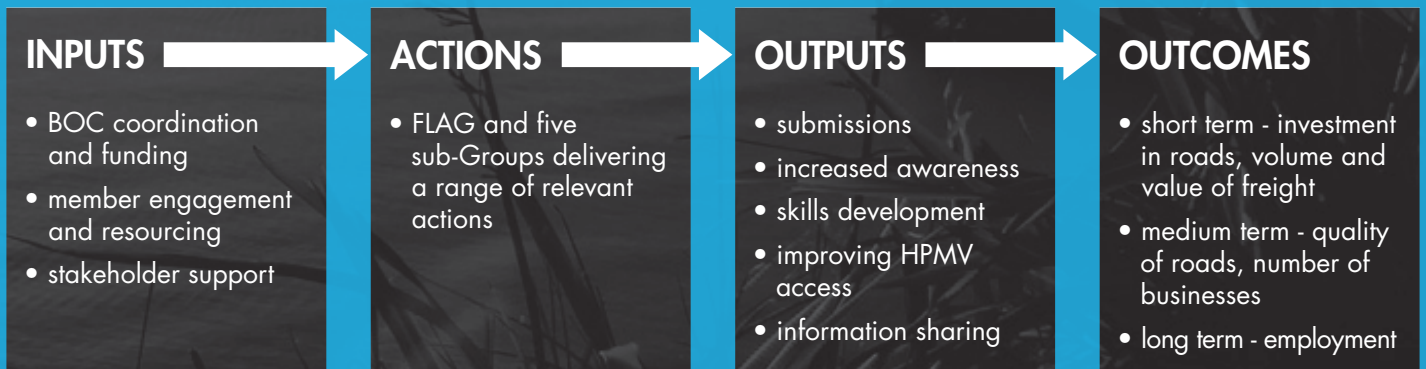 INPUTS
• BOC coordination
and funding
• member engagement
and resourcing
• stakeholder support
ACTIONS
• FLAG and five
sub-Groups delivering
a range of relevant
actions
OUTPUTS
• submissions
• increased awareness
• skills development
• improving HPMV
access
• information sharing
OUTCOMES
• short term - investment
in roads, volume and
value of freight
• medium term - quality
of roads, number of
businesses
• long term - employment